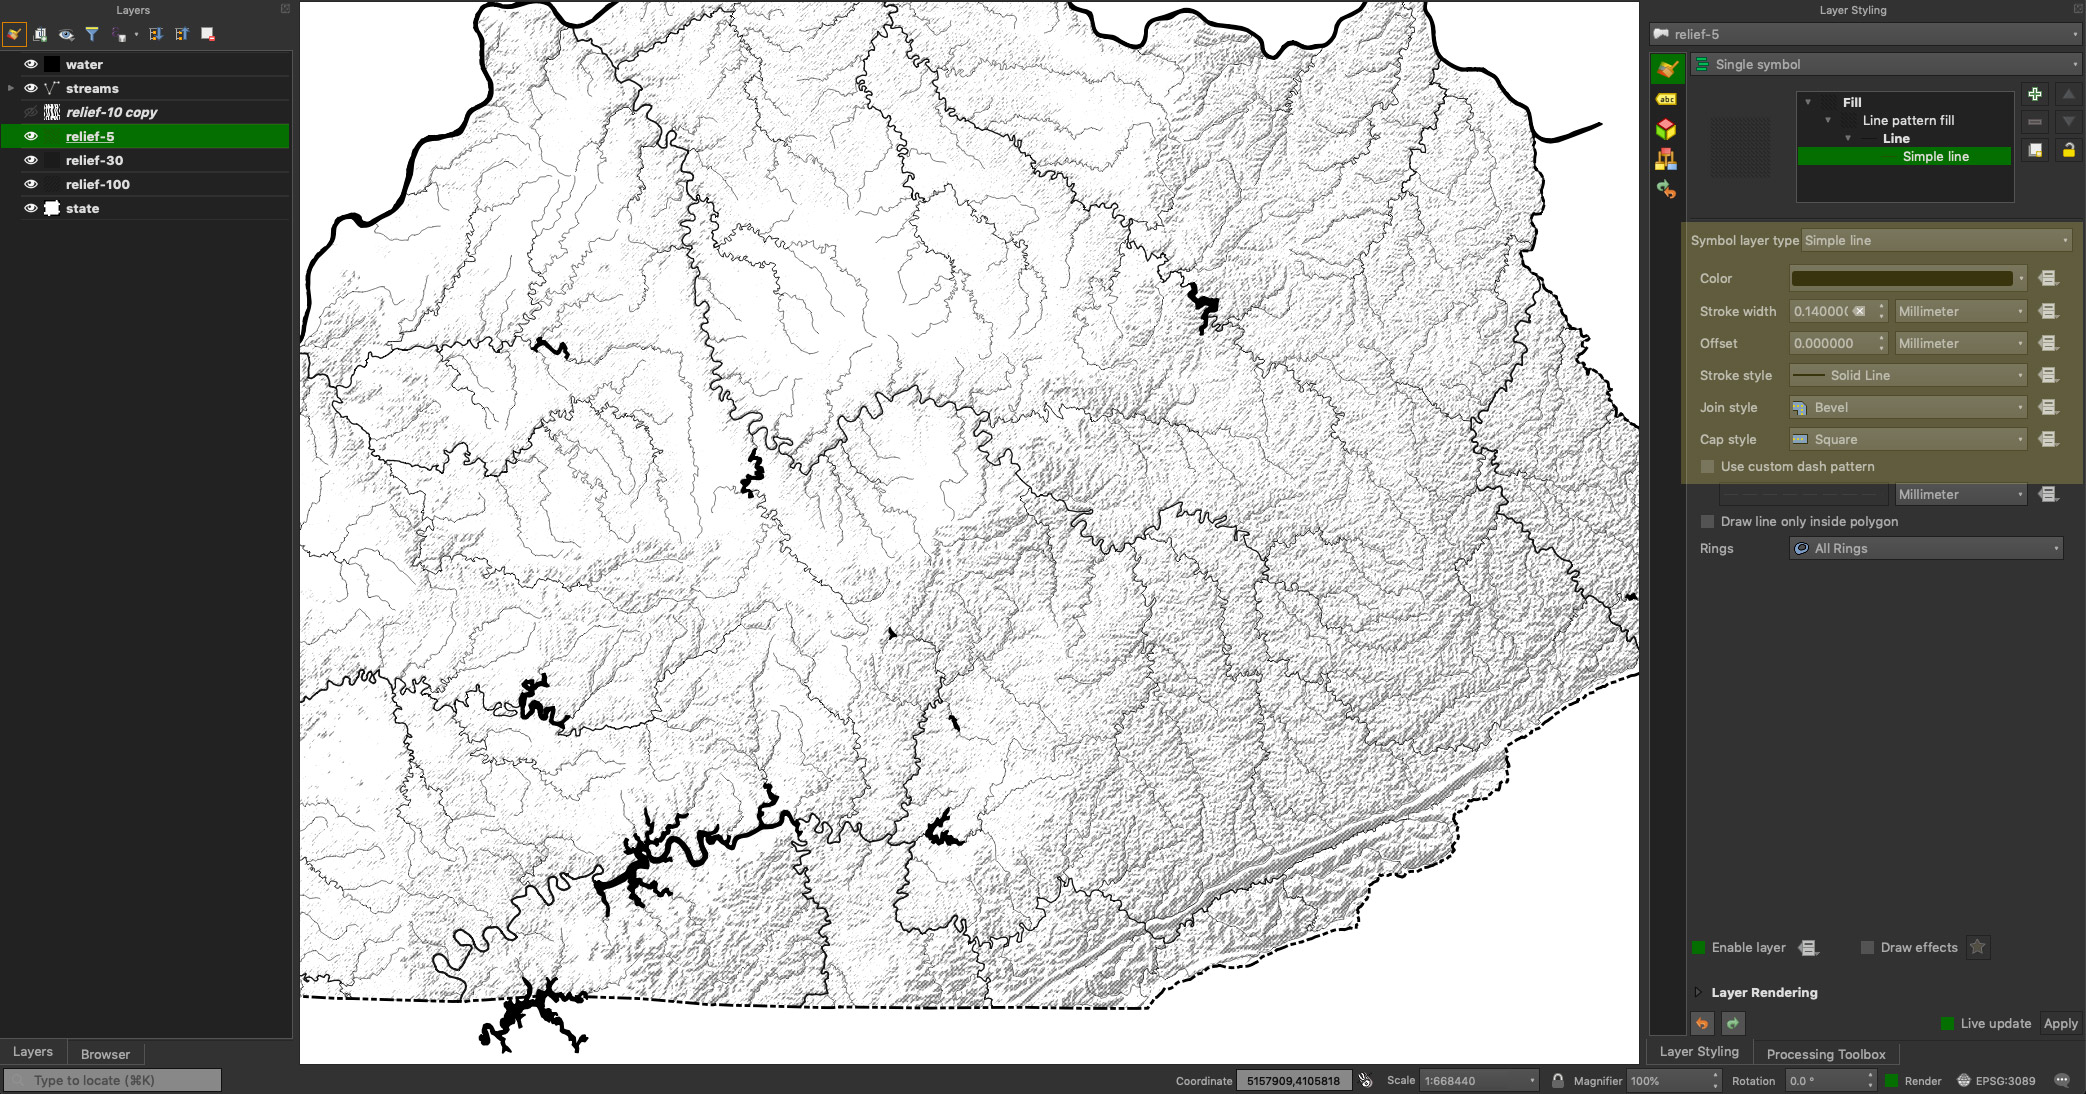 Layers
water
streams
relief-10 copy
relief-5
relief-30
relief-100
state
Layers
Browser
Type to locate (⌘K)
Layer Styling
relief-5
Single symbol
abc
Fill
Line pattern fill
Line
Simple line
Symbol layer type Simple line
Color
Stroke width 0.14000( Millimeter
Offset 0.000000 Millimeter
Stroke style Solid Line
Join style Bevel
Cap style Square
Use custom dash pattern
Millimeter
Draw line only inside polygon
Rings All Rings
Enable layer Draw effects
Layer Rendering
Live update Apply
Layer Styling Processing Toolbox
Coordinate 5157909,4105818 Scale 1:668440 Magnifier 100% Rotation 0.0 ° Render EPSG:3089